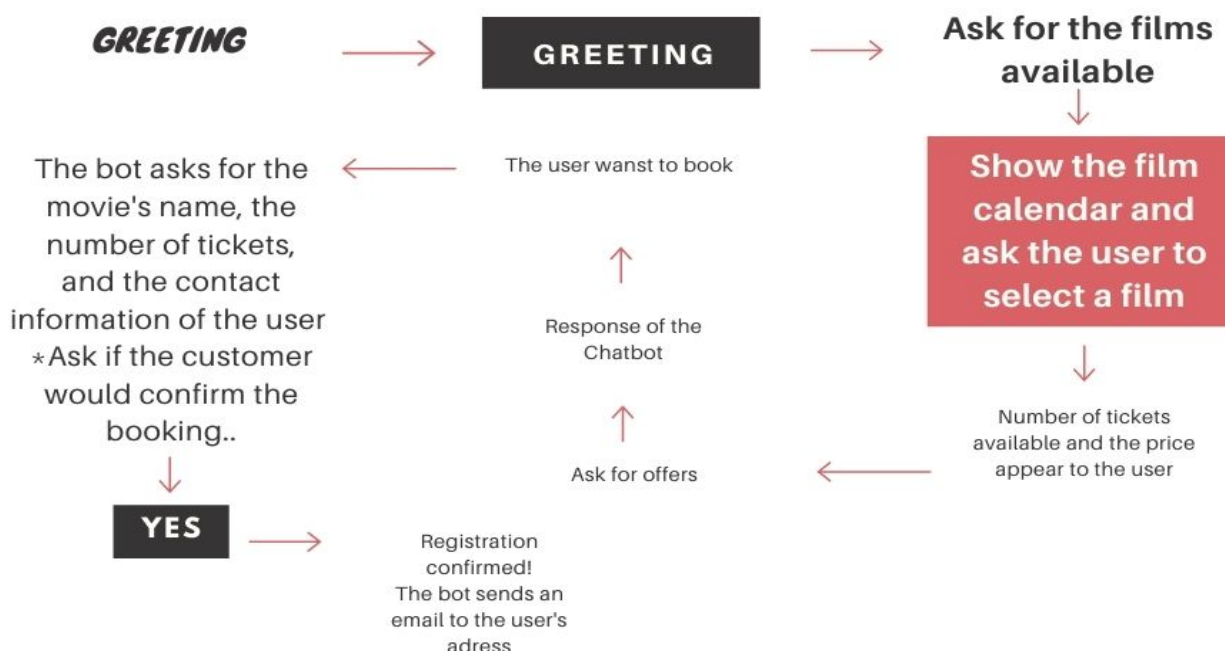 GREETING
GREETING
Ask for the films
available
Show the film
calendar and
ask the user to
select a film
Number of tickets
available and the price
appear to the user
Ask for offers
Response of the
Chatbot
The user wanst to book
The bot asks for the
movie's name, the
number of tickets,
and the contact
information of the user
*Ask if the customer
would confirm the
booking..
YES
Registration
confirmed!
The bot sends an
email to the user's
adress